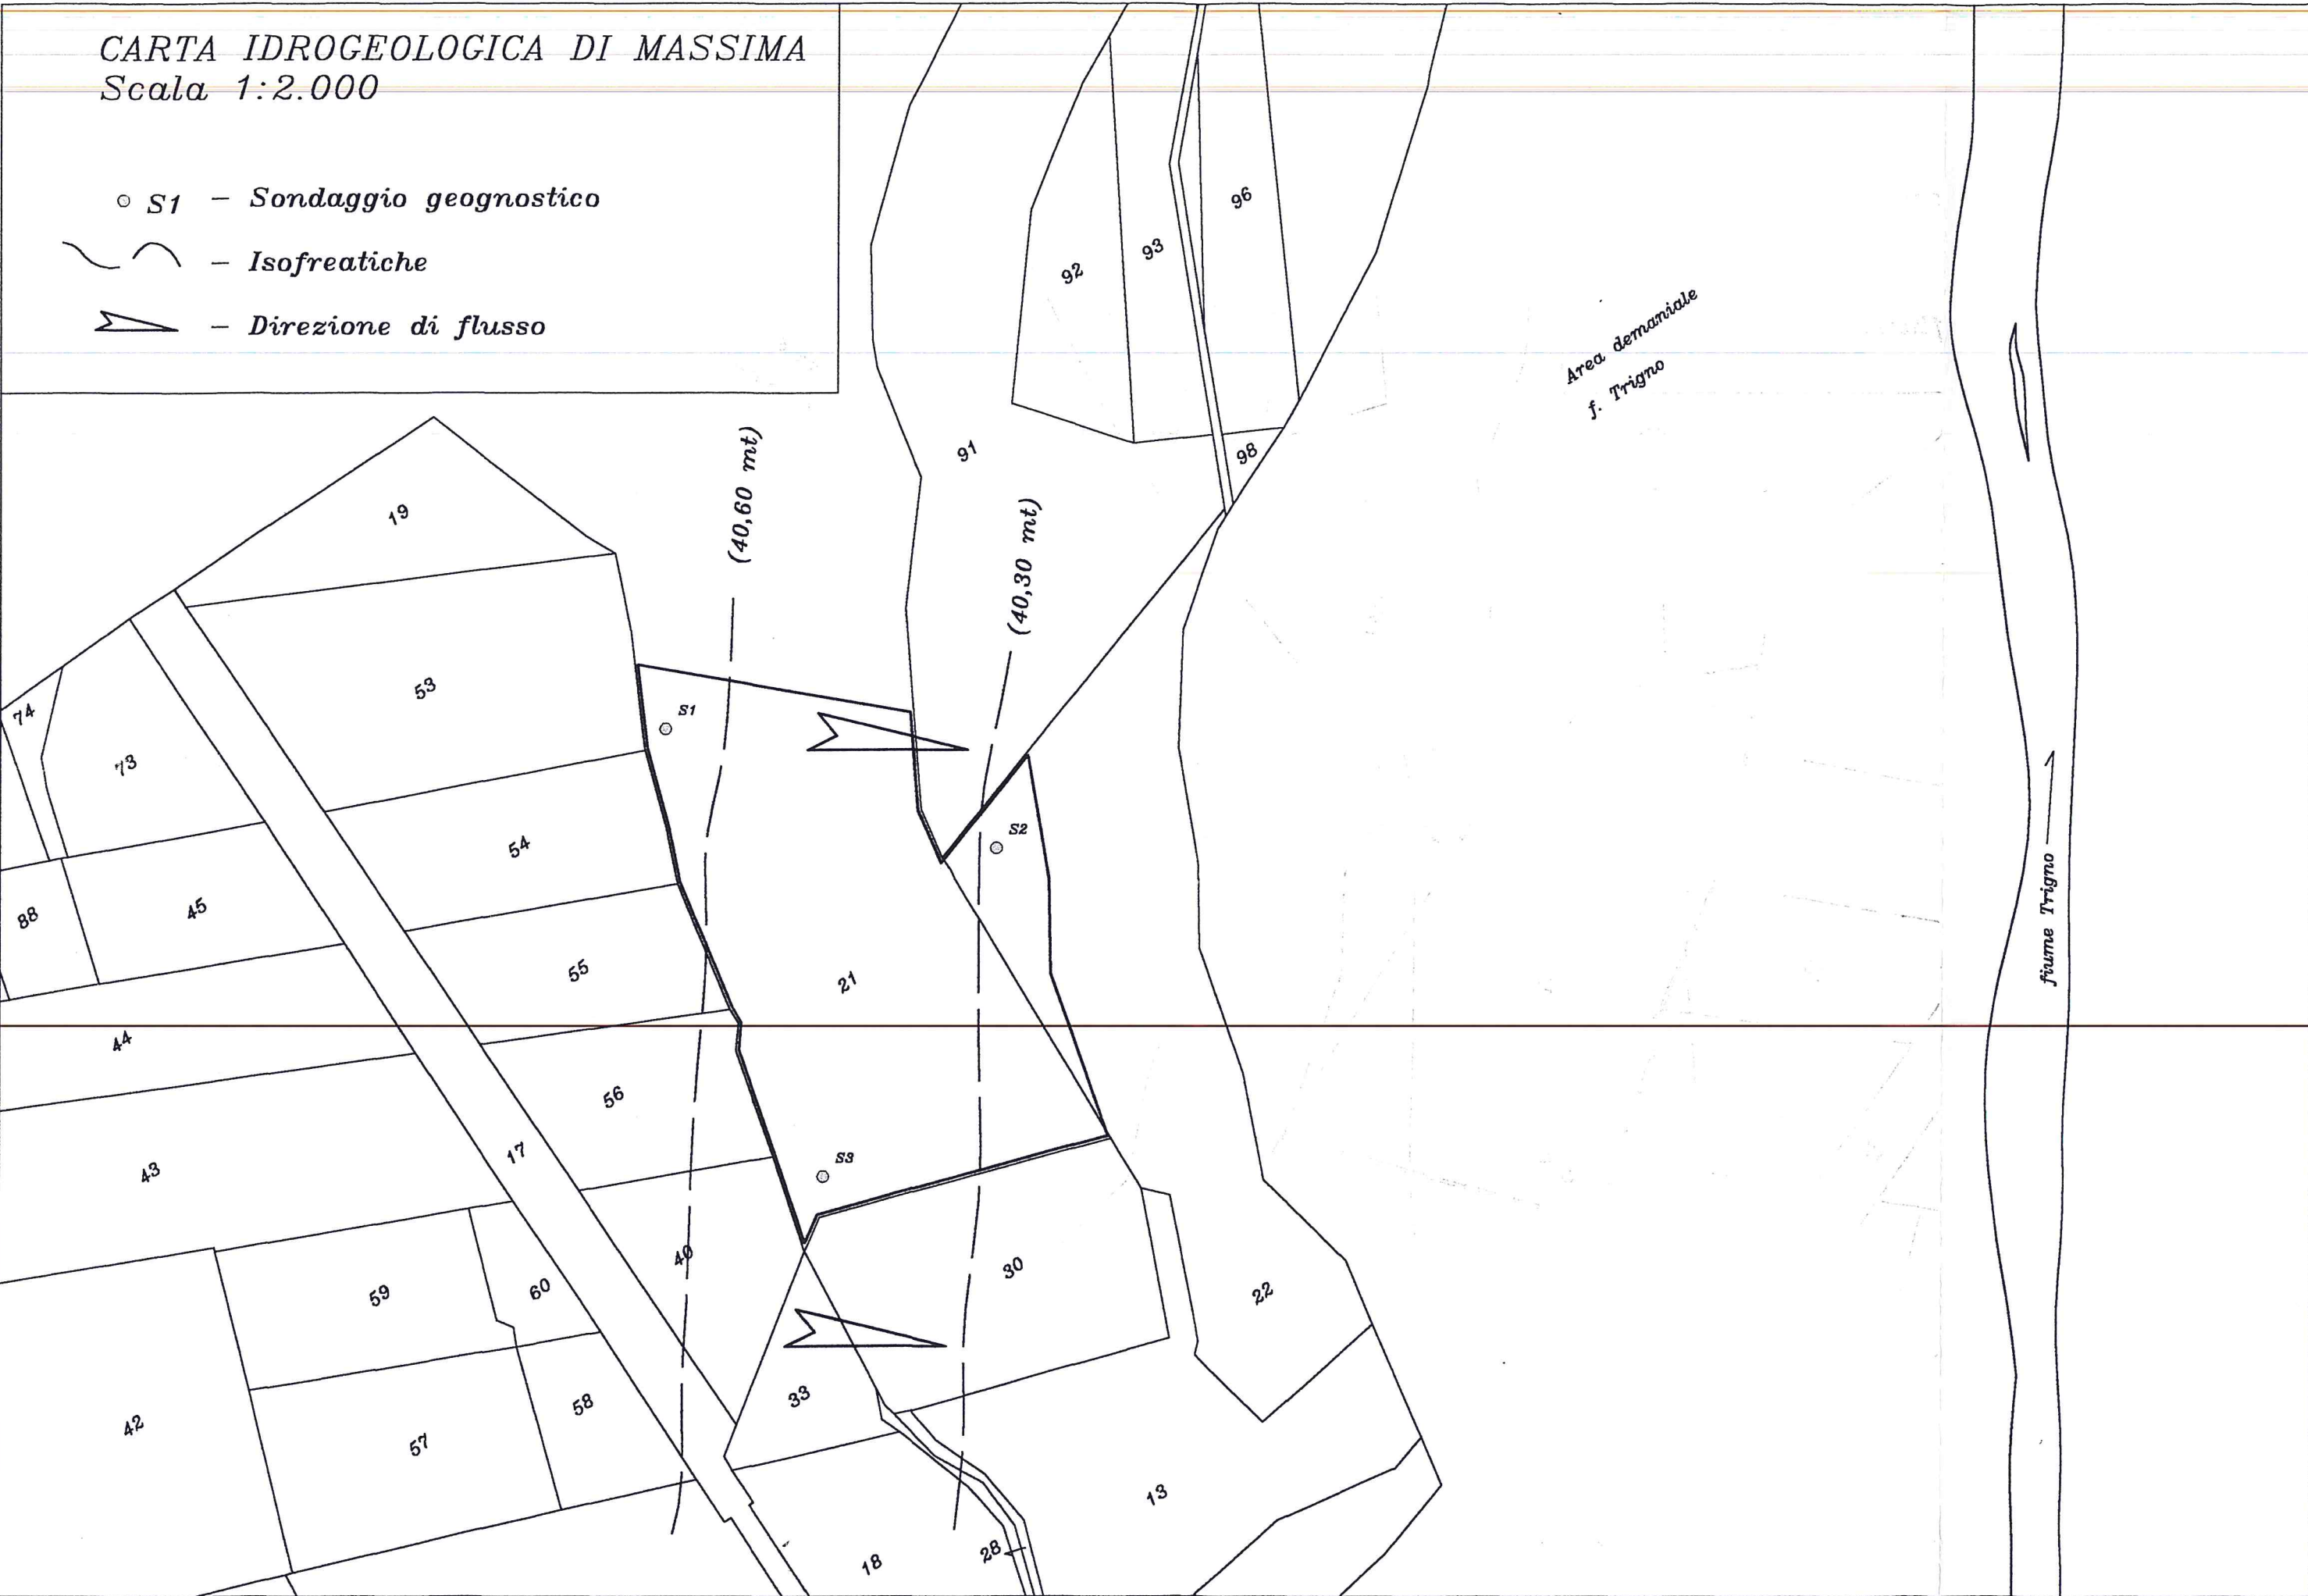 CARTA IDROGEOLOGICA DI MASSIMA
Scala 1:2.000
S1 - Sondaggio geognostico
- Isofreatiche
- Direzione di flusso
96
93
92
Area demaniale
f. Trigno
91
98
(40,60 mt)
(40,30 mt)
19
53
S1
74
73
54
S2
88
45
55
21
fiume Trigno
44
56
17
43
S3
40
30
59
60
22
33
58
42
57
13
18
28